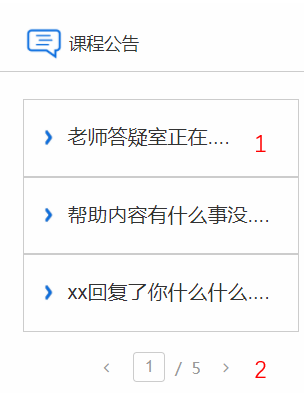 课程公告
老师答疑室正在.... 1
帮助内容有什么事没....
xx回复了你什么什么....
‹ 1 / 5 › 2